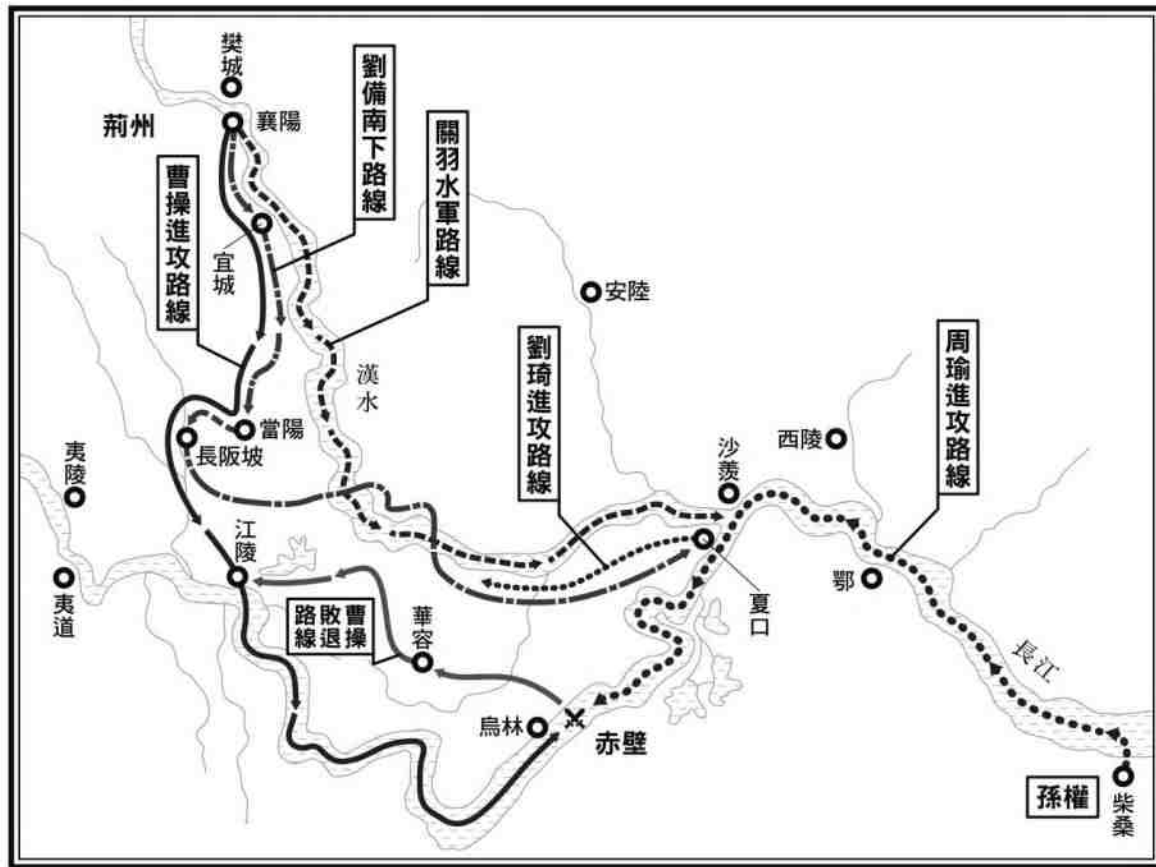 樊城
荊州
襄陽
劉備南下路線
關羽水軍路線
曹操進攻路線
宜城
安陸
漢水
劉琦進攻路線
周瑜進攻路線
當陽
長阪坡
西陵
沙羨
夷陵
江陵
夷道
鄂
夏口
華容
曹操
敗退
路線
長江
烏林
赤壁
孫權
柴桑